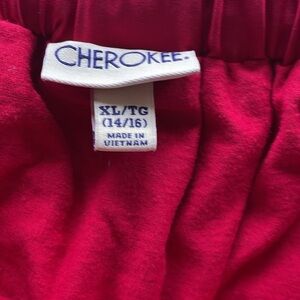 CHEROKEE.
XL/TG
(14/16)
MADE IN
VIETNAM